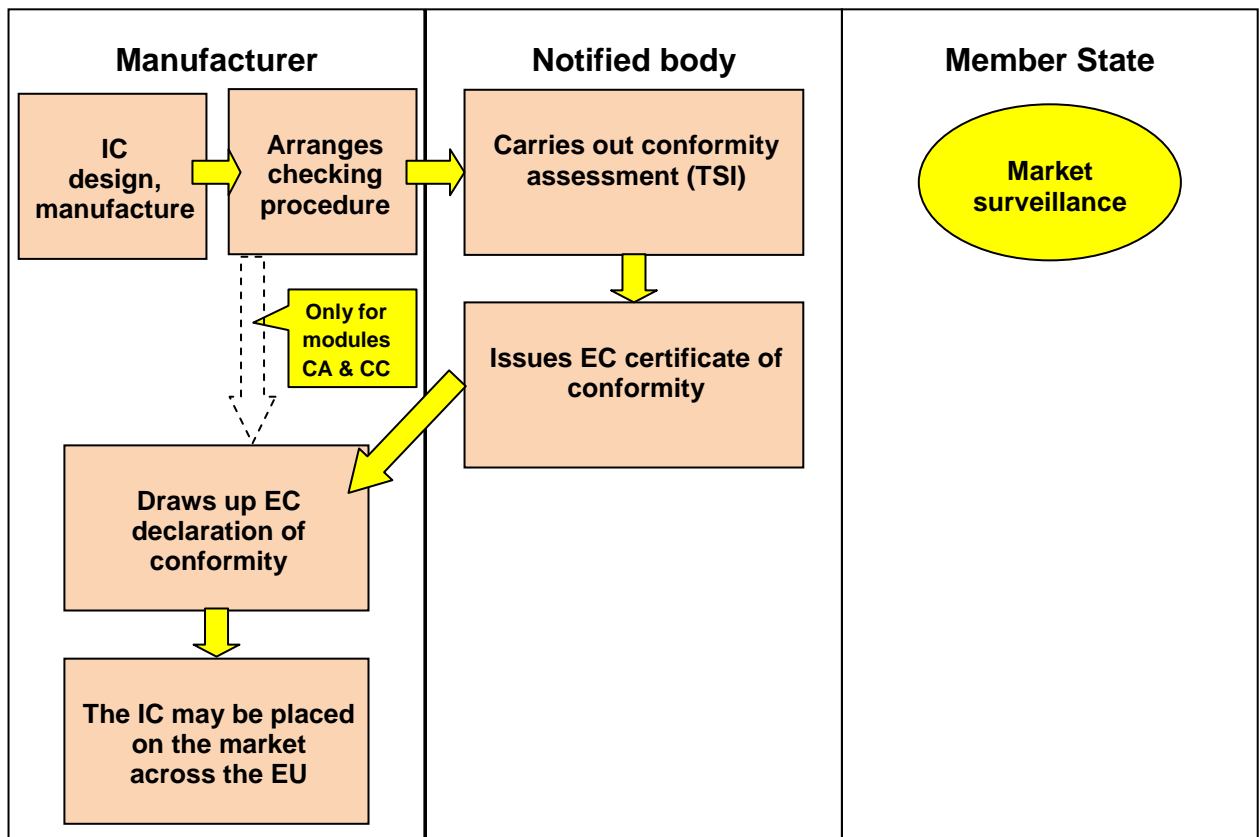 Manufacturer
IC
design,
manufacture
Arranges
checking
procedure
Only for
modules
CA & CC
Draws up EC
declaration of
conformity
The IC may be placed
on the market
across the EU
Notified body
Carries out conformity
assessment (TSI)
Issues EC certificate of
conformity
Member State
Market
surveillance